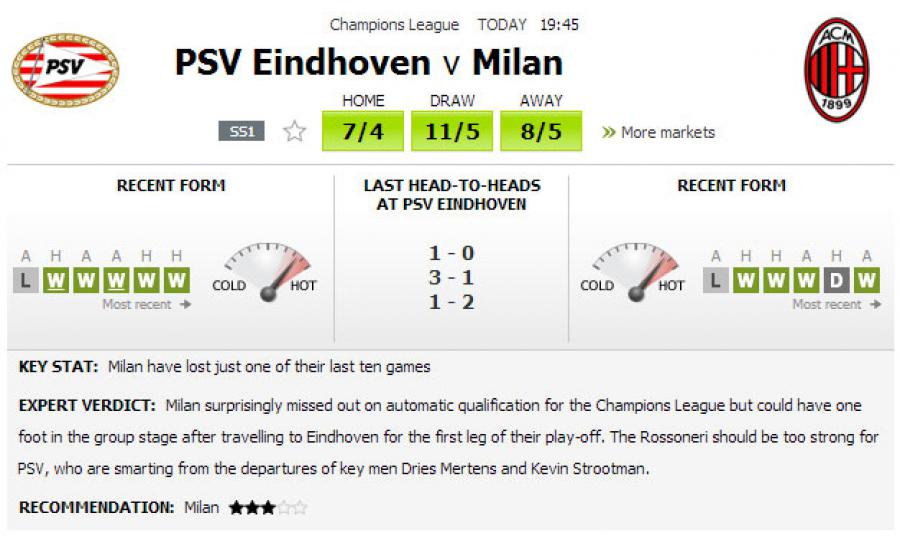 Champions League TODAY 19:45
PSV
PSV Eindhoven v Milan
ACM
1899
HOME DRAW AWAY
SS1 7/4 11/5 8/5 » More markets
RECENT FORM
A H A A H H
L W W W W W
Most recent →
COLD HOT
LAST HEAD-TO-HEADS
AT PSV EINDHOVEN
1 - 0
3 - 1
1 - 2
RECENT FORM
COLD HOT
A H H A H A
L W W W D W
Most recent →
KEY STAT: Milan have lost just one of their last ten games
EXPERT VERDICT: Milan surprisingly missed out on automatic qualification for the Champions League but could have one
foot in the group stage after travelling to Eindhoven for the first leg of their play-off. The Rossoneri should be too strong for
PSV, who are smarting from the departures of key men Dries Mertens and Kevin Strootman.
RECOMMENDATION: Milan ★★★☆☆